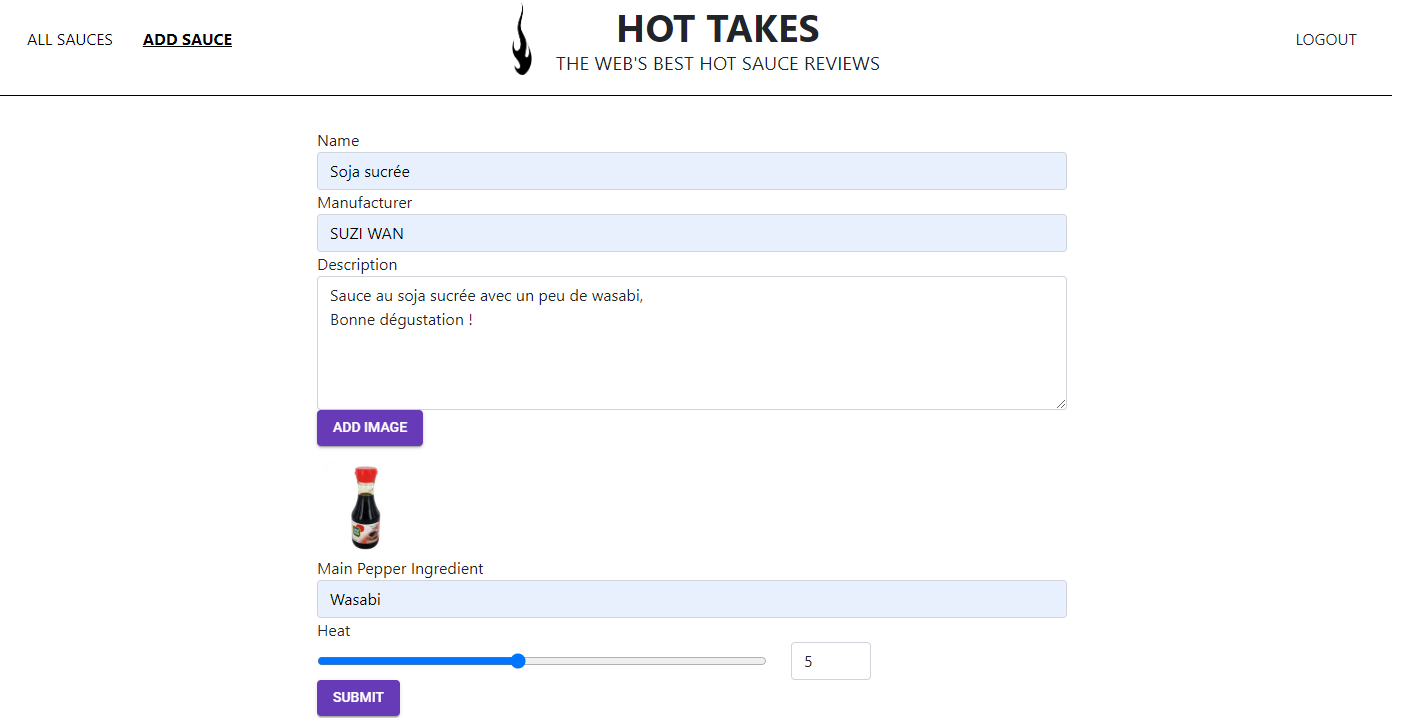 ALL SAUCES
ADD SAUCE
HOT TAKES
THE WEB'S BEST HOT SAUCE REVIEWS
LOGOUT
Name
Soja sucrée
Manufacturer
SUZI WAN
Description
Sauce au soja sucrée avec un peu de wasabi,
Bonne dégustation !
ADD IMAGE
Main Pepper Ingredient
Wasabi
Heat
5
SUBMIT